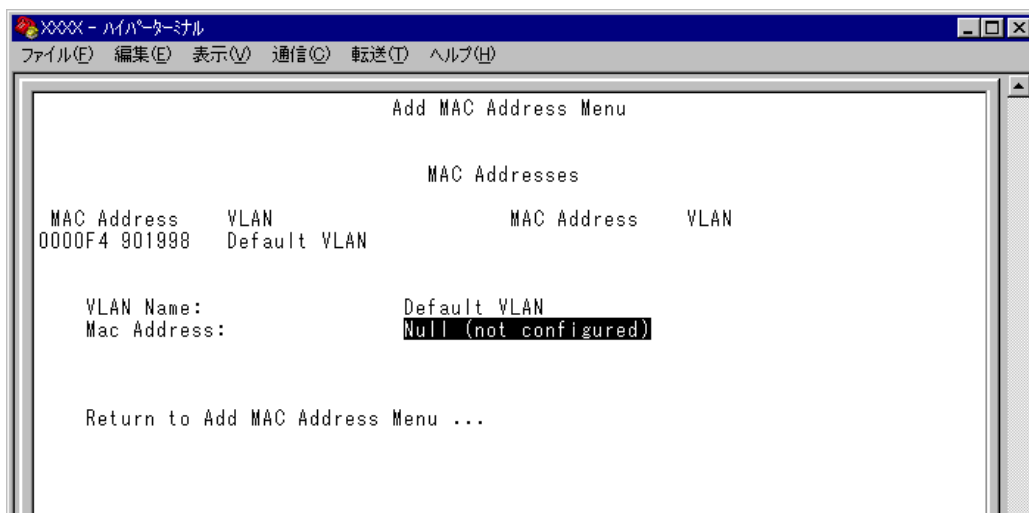 XXXX - ﾊｲﾊﾟｰﾀｰﾐﾅﾙ
ファイル(F) 編集(E) 表示(V) 通信(C) 転送(T) ヘルプ(H)
Add MAC Address Menu
MAC Addresses
MAC Address VLAN MAC Address VLAN
0000F4 901998 Default VLAN
VLAN Name: Default VLAN
Mac Address: Null (not configured)
Return to Add MAC Address Menu ...